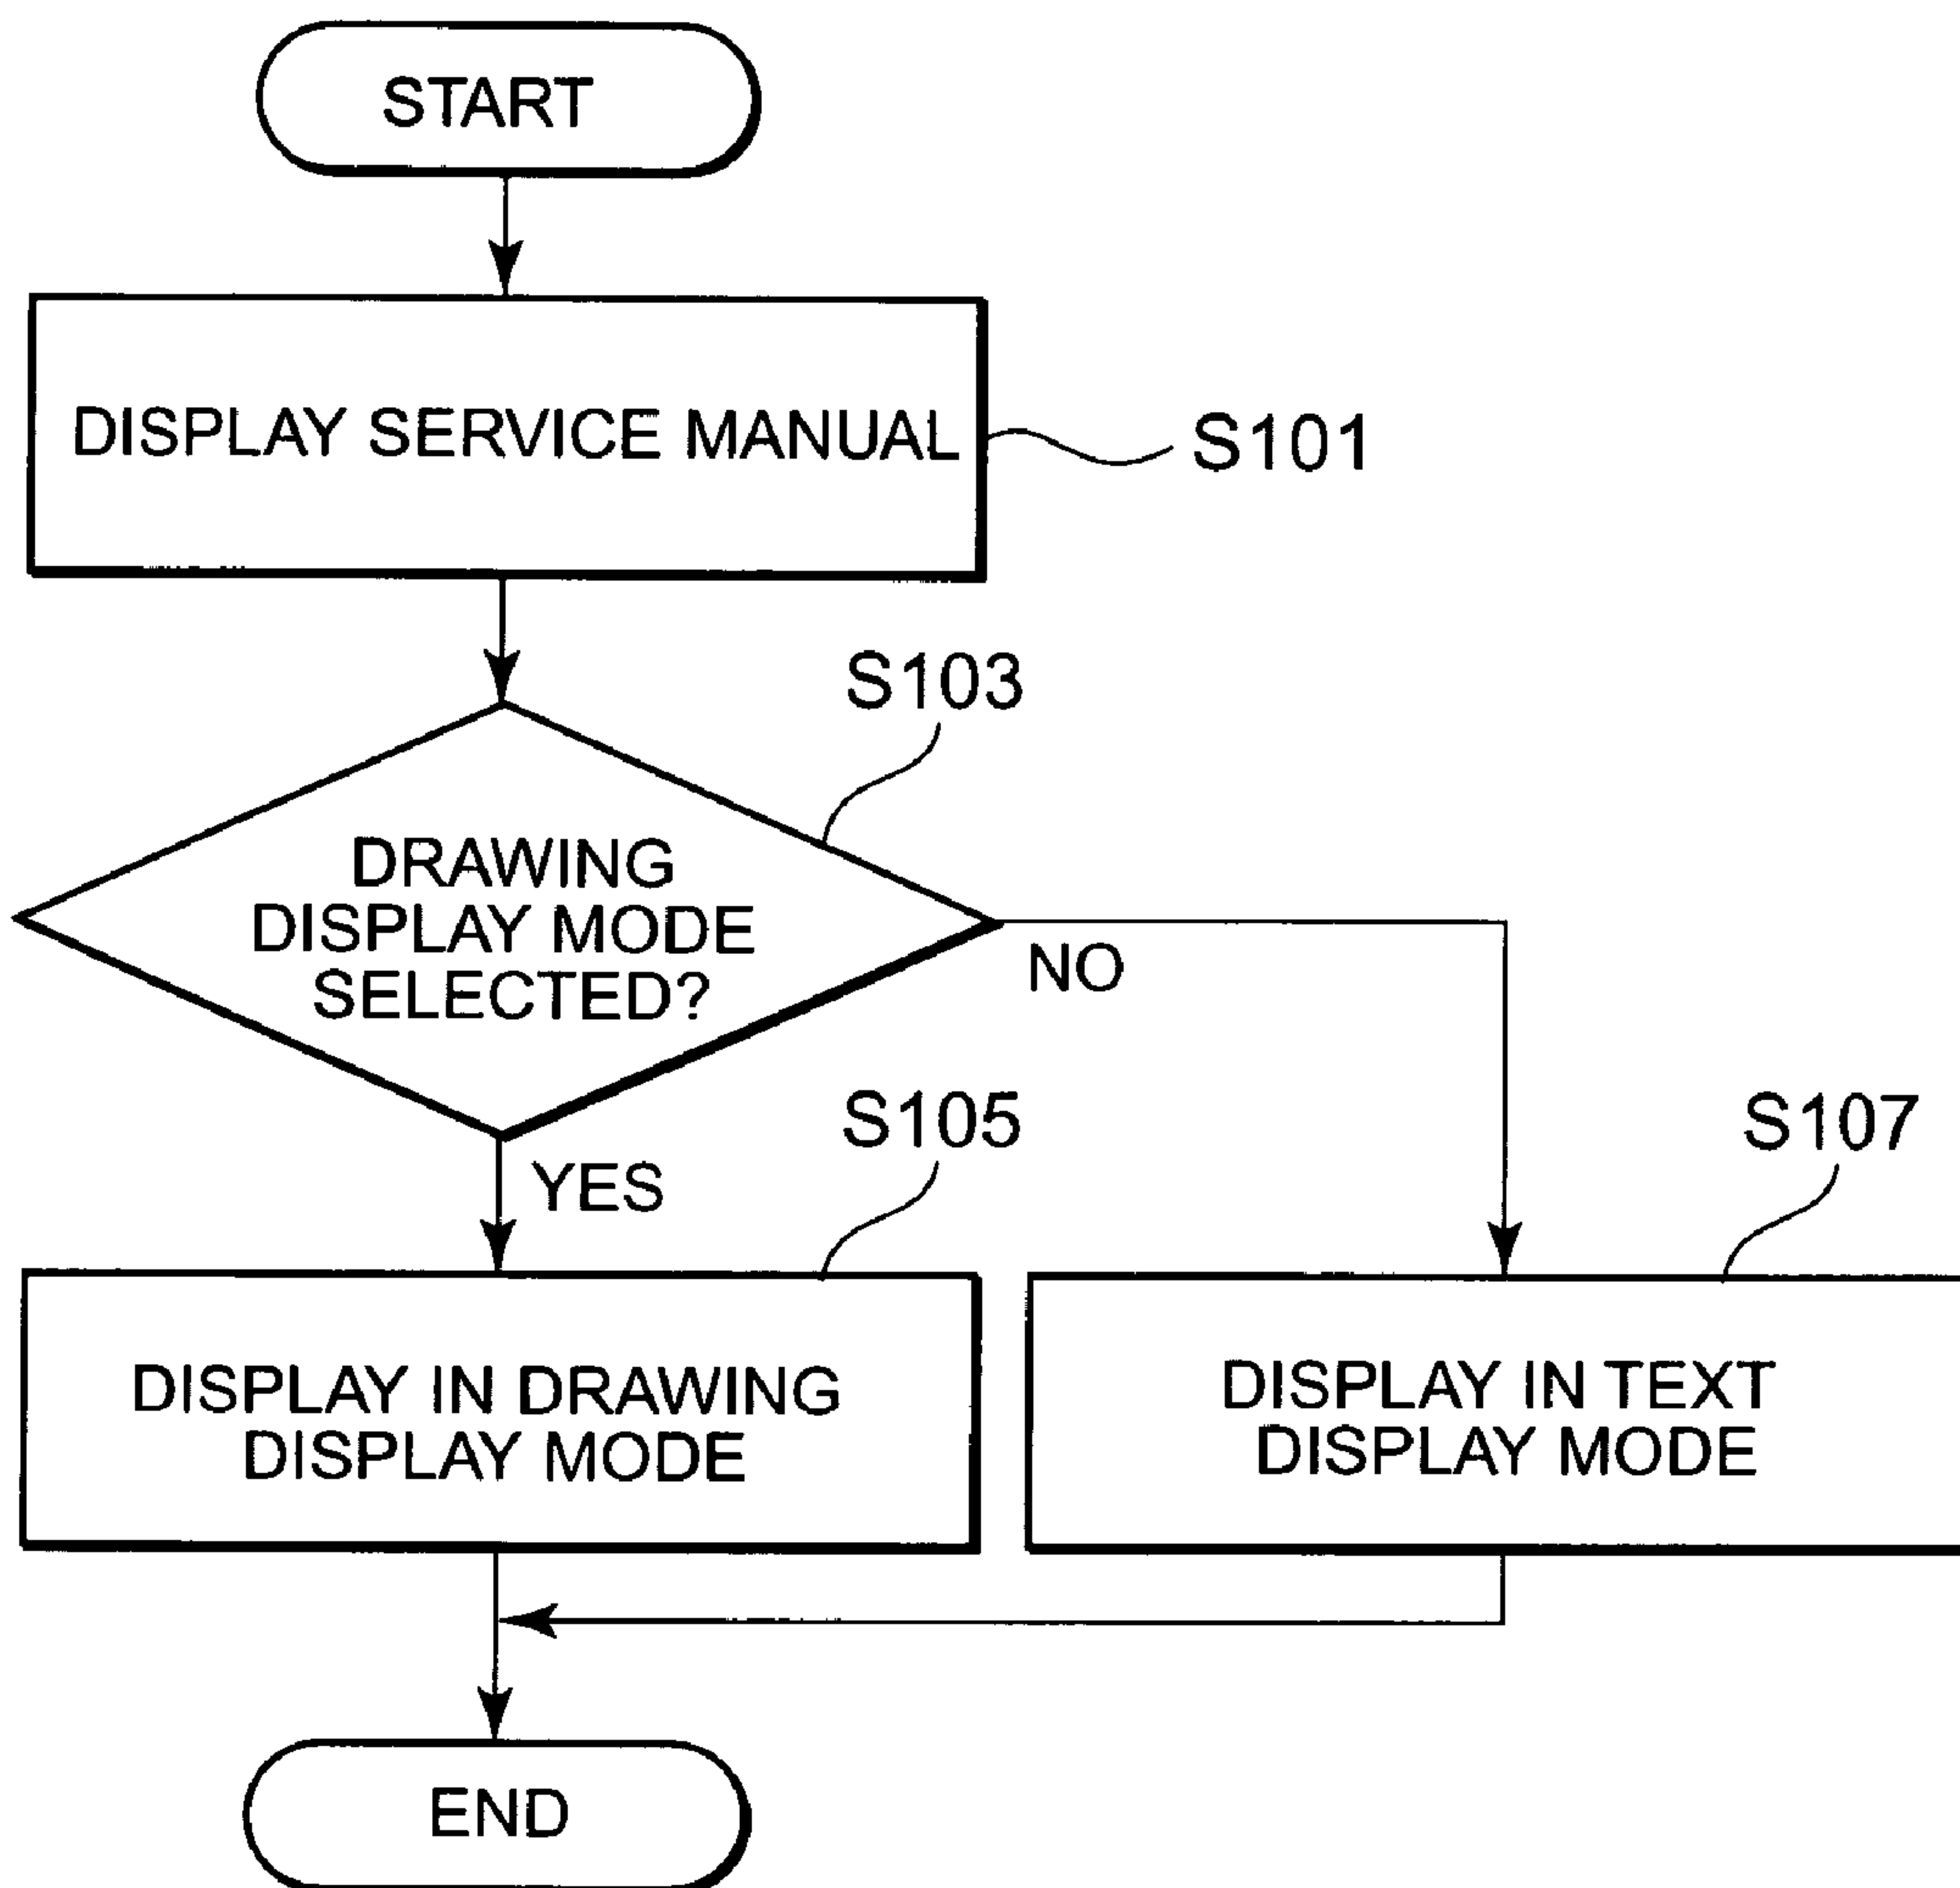 START
DISPLAY SERVICE MANUAL
S101
S103
DRAWING
DISPLAY MODE
SELECTED?
NO
YES
S105
S107
DISPLAY IN DRAWING
DISPLAY MODE
DISPLAY IN TEXT
DISPLAY MODE
END